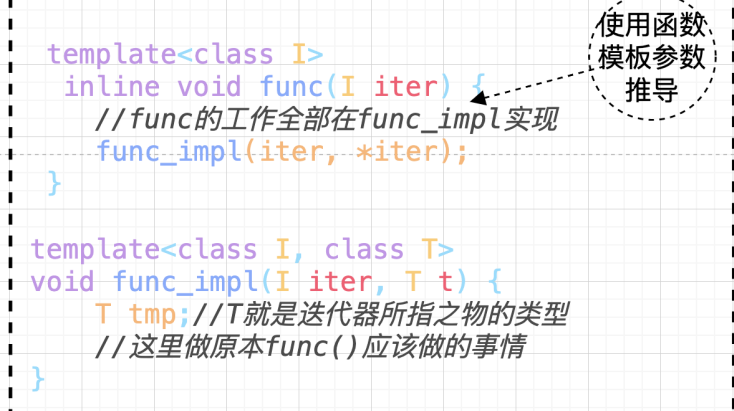 使用函数
模板参数
推导
template<class I>
inline void func(I iter) {
//func的工作全部在func_impl实现
func_impl(iter, *iter);
}
template<class I, class T>
void func_impl(I iter, T t) {
T tmp;//T就是迭代器所指之物的类型
//这里做原本func()应该做的事情
}